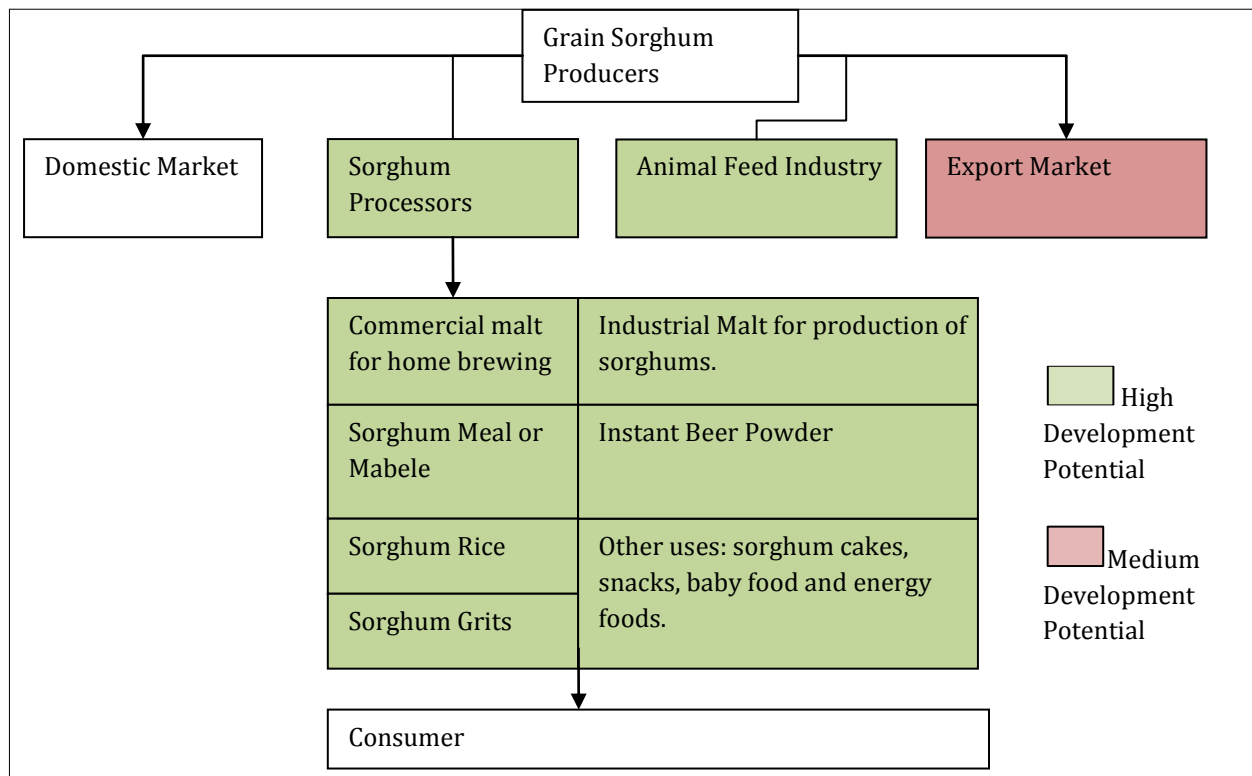 Grain Sorghum
Producers
Domestic Market
Sorghum
Processors
Animal Feed Industry
Export Market
Commercial malt
for home brewing
Industrial Malt for production of
sorghums.
Sorghum Meal or
Mabele
Instant Beer Powder
Sorghum Rice
Sorghum Grits
Other uses: sorghum cakes,
snacks, baby food and energy
foods.
High
Development
Potential
Medium
Development
Potential
Consumer